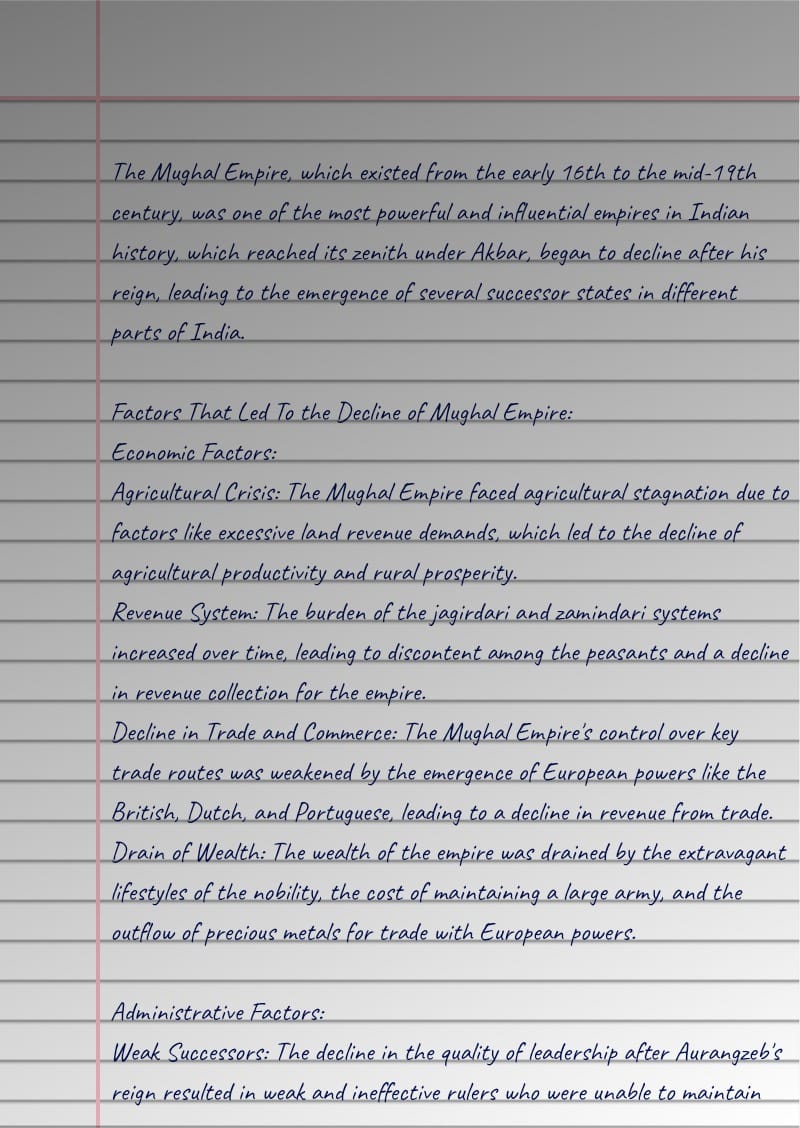 The Mughal Empire, which existed from the early 16th to the mid-19th
century, was one of the most powerful and influential empires in Indian
history, which reached its zenith under Akbar, began to decline after his
reign, leading to the emergence of several successor states in different
parts of India.
Factors That Led To the Decline of Mughal Empire:
Economic Factors:
Agricultural Crisis: The Mughal Empire faced agricultural stagnation due to
factors like excessive land revenue demands, which led to the decline of
agricultural productivity and rural prosperity.
Revenue System: The burden of the jagirdari and zamindari systems
increased over time, leading to discontent among the peasants and a decline
in revenue collection for the empire.
Decline in Trade and Commerce: The Mughal Empire's control over key
trade routes was weakened by the emergence of European powers like the
British, Dutch, and Portuguese, leading to a decline in revenue from trade.
Drain of Wealth: The wealth of the empire was drained by the extravagant
lifestyles of the nobility, the cost of maintaining a large army, and the
outflow of precious metals for trade with European powers.
Administrative Factors:
Weak Successors: The decline in the quality of leadership after Aurangzeb's
reign resulted in weak and ineffective rulers who were unable to maintain